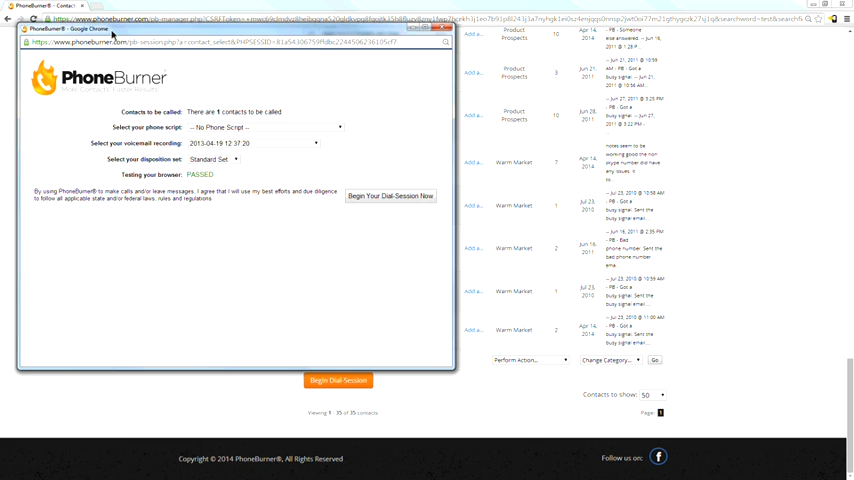 PhoneBurner® - Contact
PhoneBurner® - Google Chrome
PhoneBurner®
Make Contacts. Faster Results
Contacts to be called: There are 1 contacts to be called
Select your phone script: -- No Phone Script --
Select your voicemail recording: 2013-04-19 12:37 20
Select your disposition set: Standard Set
Testing your browser: PASSED
By using PhoneBurner® to make calls and/or leave messages, I agree that I will use my best efforts and due diligence
to follow all applicable state and/or federal laws, rules and regulations
Begin Your Dial-Session Now
Add a... Product Prospects 10 Apr 14, 2014 - PB - Someone else answered -- Jun 16, 2011 @ 1:28 P...
Add a... Product Prospects 3 Jun 21, 2011 -- Jun 21, 2011 @ 10:59 AM - PB - Got a busy signal -- Jun 21, 2011 @ 10:56 AM...
Add a... Product Prospects 10 Jun 28, 2011 -- Jun 27, 2011 @ 3:25 PM - PB - Got a busy signal -- Jun 27, 2011 @ 3:22 PM -
Add a... Warm Market 7 Apr 14, 2014 notes seem to be working good the non skype number did have any issues. it ro...
Add a... Warm Market 1 Jul 23, 2010 -- Jul 23, 2010 @ 10:58 AM - PB - Got a busy signal. Sent the busy signal email...
Add a... Warm Market 2 Jun 16, 2011 -- Jun 16, 2011 @ 2:35 PM - PB - Bad phone number. Sent the bad phone number ema...
Add a... Warm Market 1 Jul 23, 2010 -- Jul 23, 2010 @ 10:59 AM - PB - Got a busy signal. Sent the busy signal email...
Add a... Warm Market 2 Apr 14, 2014 -- Jul 23, 2010 @ 11:00 AM - PB - Got a busy signal. Sent the busy signal email...
Perform Action... Change Category... Go
Begin Dial-Session
Contacts to show: 50
Viewing 1 - 35 of 35 contacts
Page: 1
Copyright © 2014 PhoneBurner®, All Rights Reserved
Follow us on: f